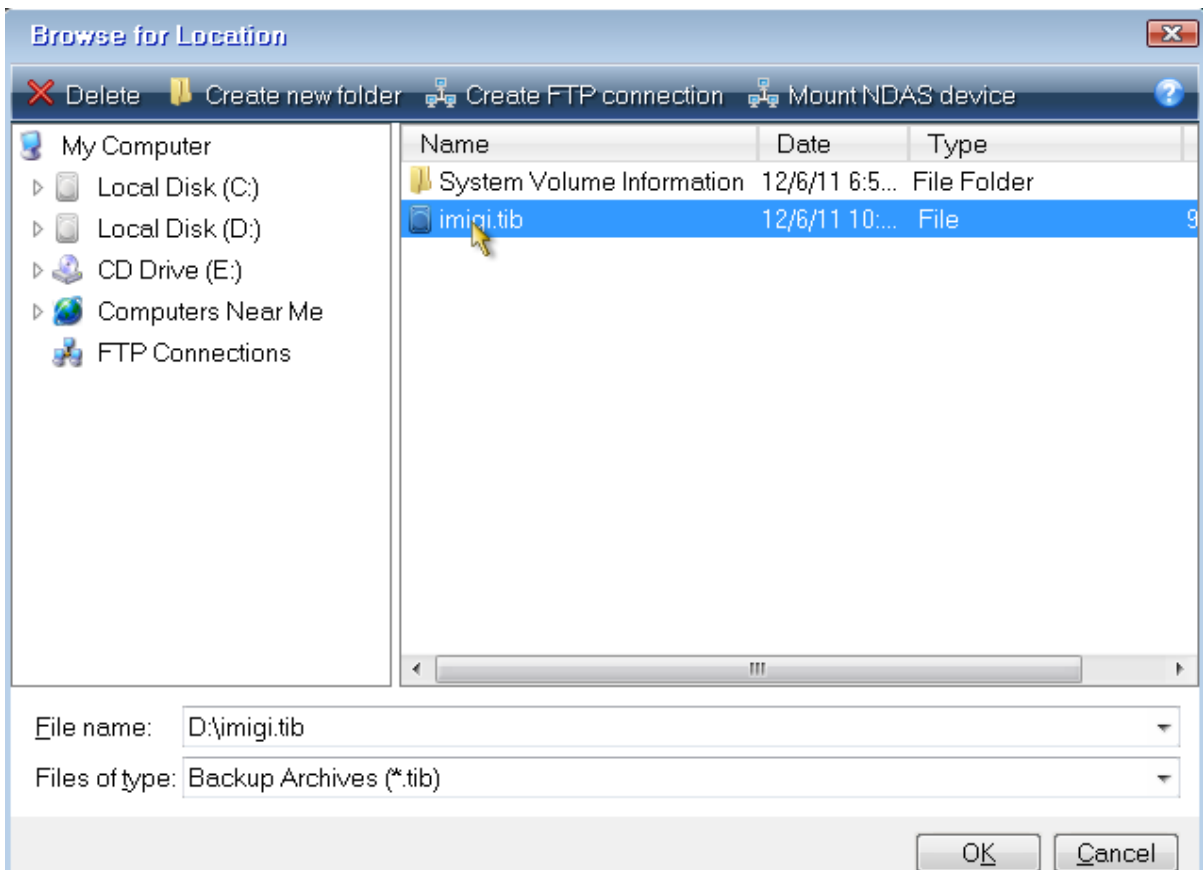 Browse for Location
Delete Create new folder Create FTP connection Mount NDAS device
My Computer
Local Disk (C:)
Local Disk (D:)
CD Drive (E:)
Computers Near Me
FTP Connections
Name Date Type
System Volume Information 12/6/11 6:5... File Folder
imigi.tib 12/6/11 10:... File 9
File name: D:\imigi.tib
Files of type: Backup Archives (*.tib)
OK Cancel